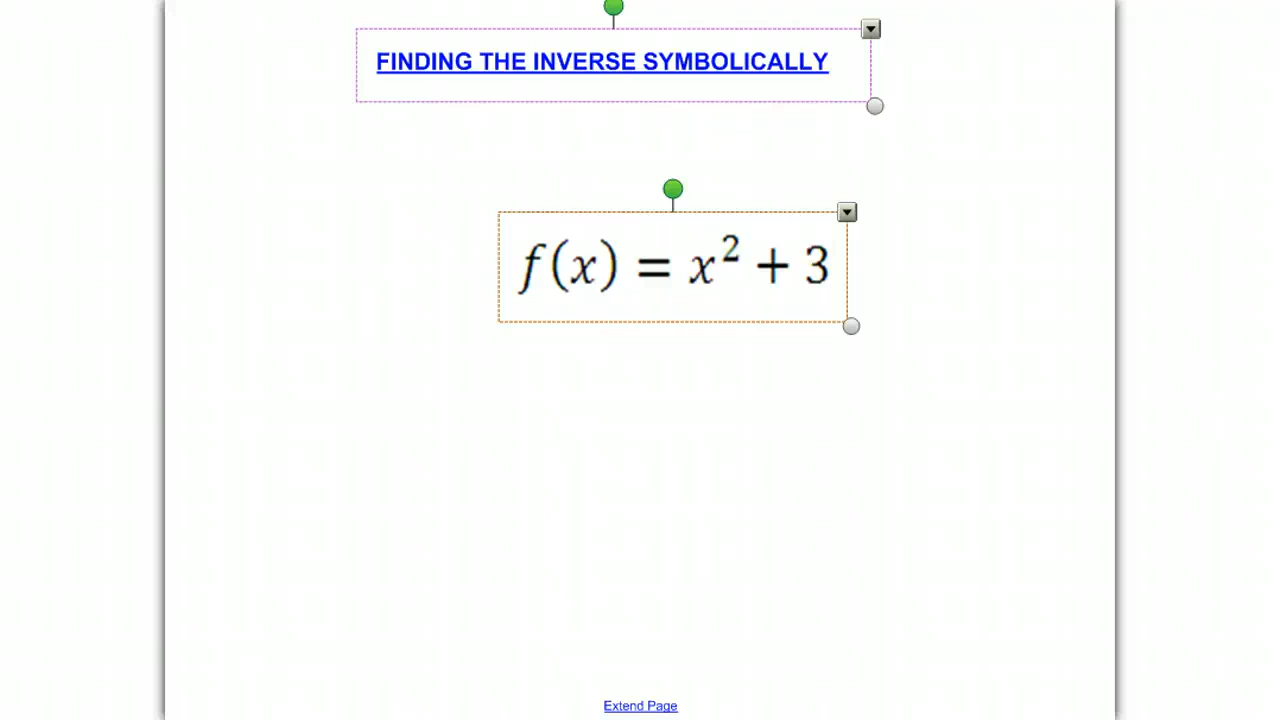 FINDING THE INVERSE SYMBOLICALLY
f(x) = x² + 3
Extend Page